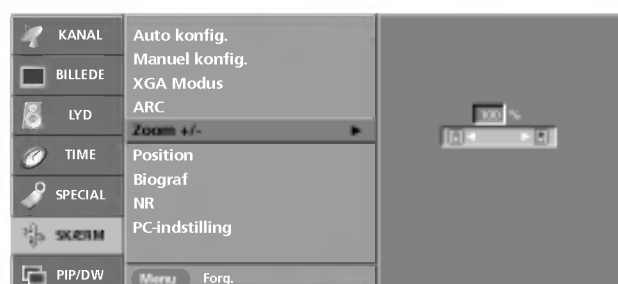 KANAL
BILLEDE
LYD
TIME
SPECIAL
SKÆRM
PIP/DW
Auto konfig.
Manuel konfig.
XGA Modus
ARC
Zoom +/-
Position
Biograf
NR
PC-indstilling
Menu Forg.
100 %